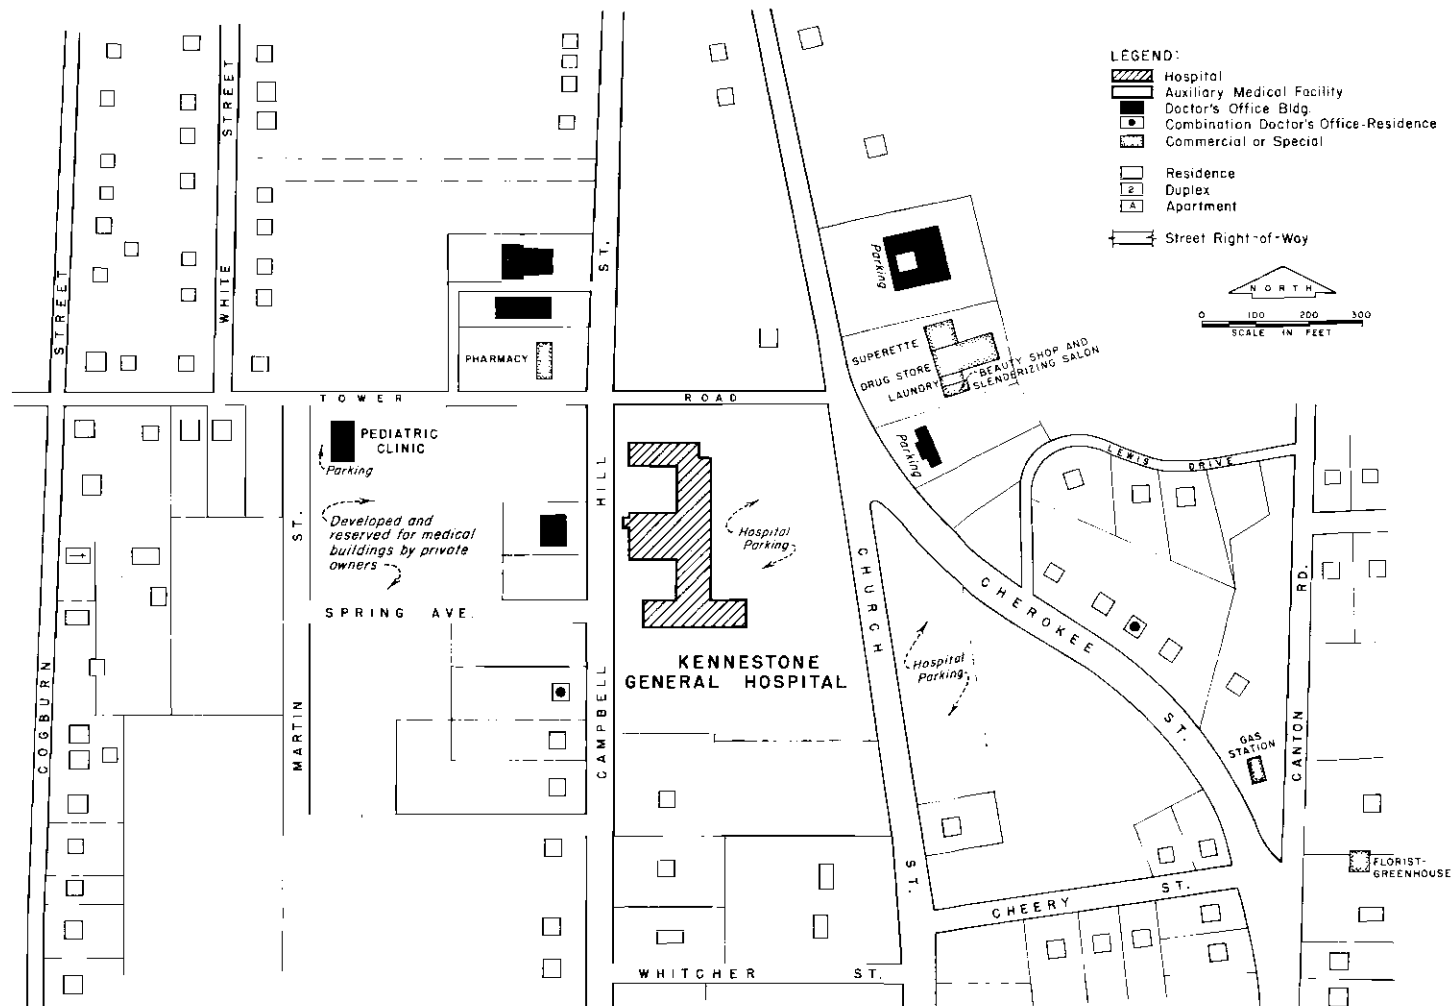 LEGEND:
Hospital
Auxiliary Medical Facility
Doctor's Office Bldg.
Combination Doctor's Office-Residence
Commercial or Special
Residence
2 Duplex
A Apartment
Street Right-of-Way
NORTH
0 100 200 300
SCALE IN FEET
STREET
WHITE STREET
ST.
Parking
SUPERETTE
DRUG STORE
LAUNDRY
BEAUTY SHOP AND
SLENDERIZING SALON
PHARMACY
TOWER ROAD
PEDIATRIC
CLINIC
Parking
Parking
LEWIS DRIVE
HILL
ST.
Developed and
reserved for medical
buildings by private
owners
Hospital
Parking
CHURCH
CHEROKEE
RD.
SPRING AVE.
KENNESTONE
GENERAL HOSPITAL
Hospital
Parking
COGBURN
MARTIN
CAMPBELL
ST.
GAS
STATION
CANTON
FLORIST-
GREENHOUSE
ST.
CHEERY ST.
WHITCHER ST.